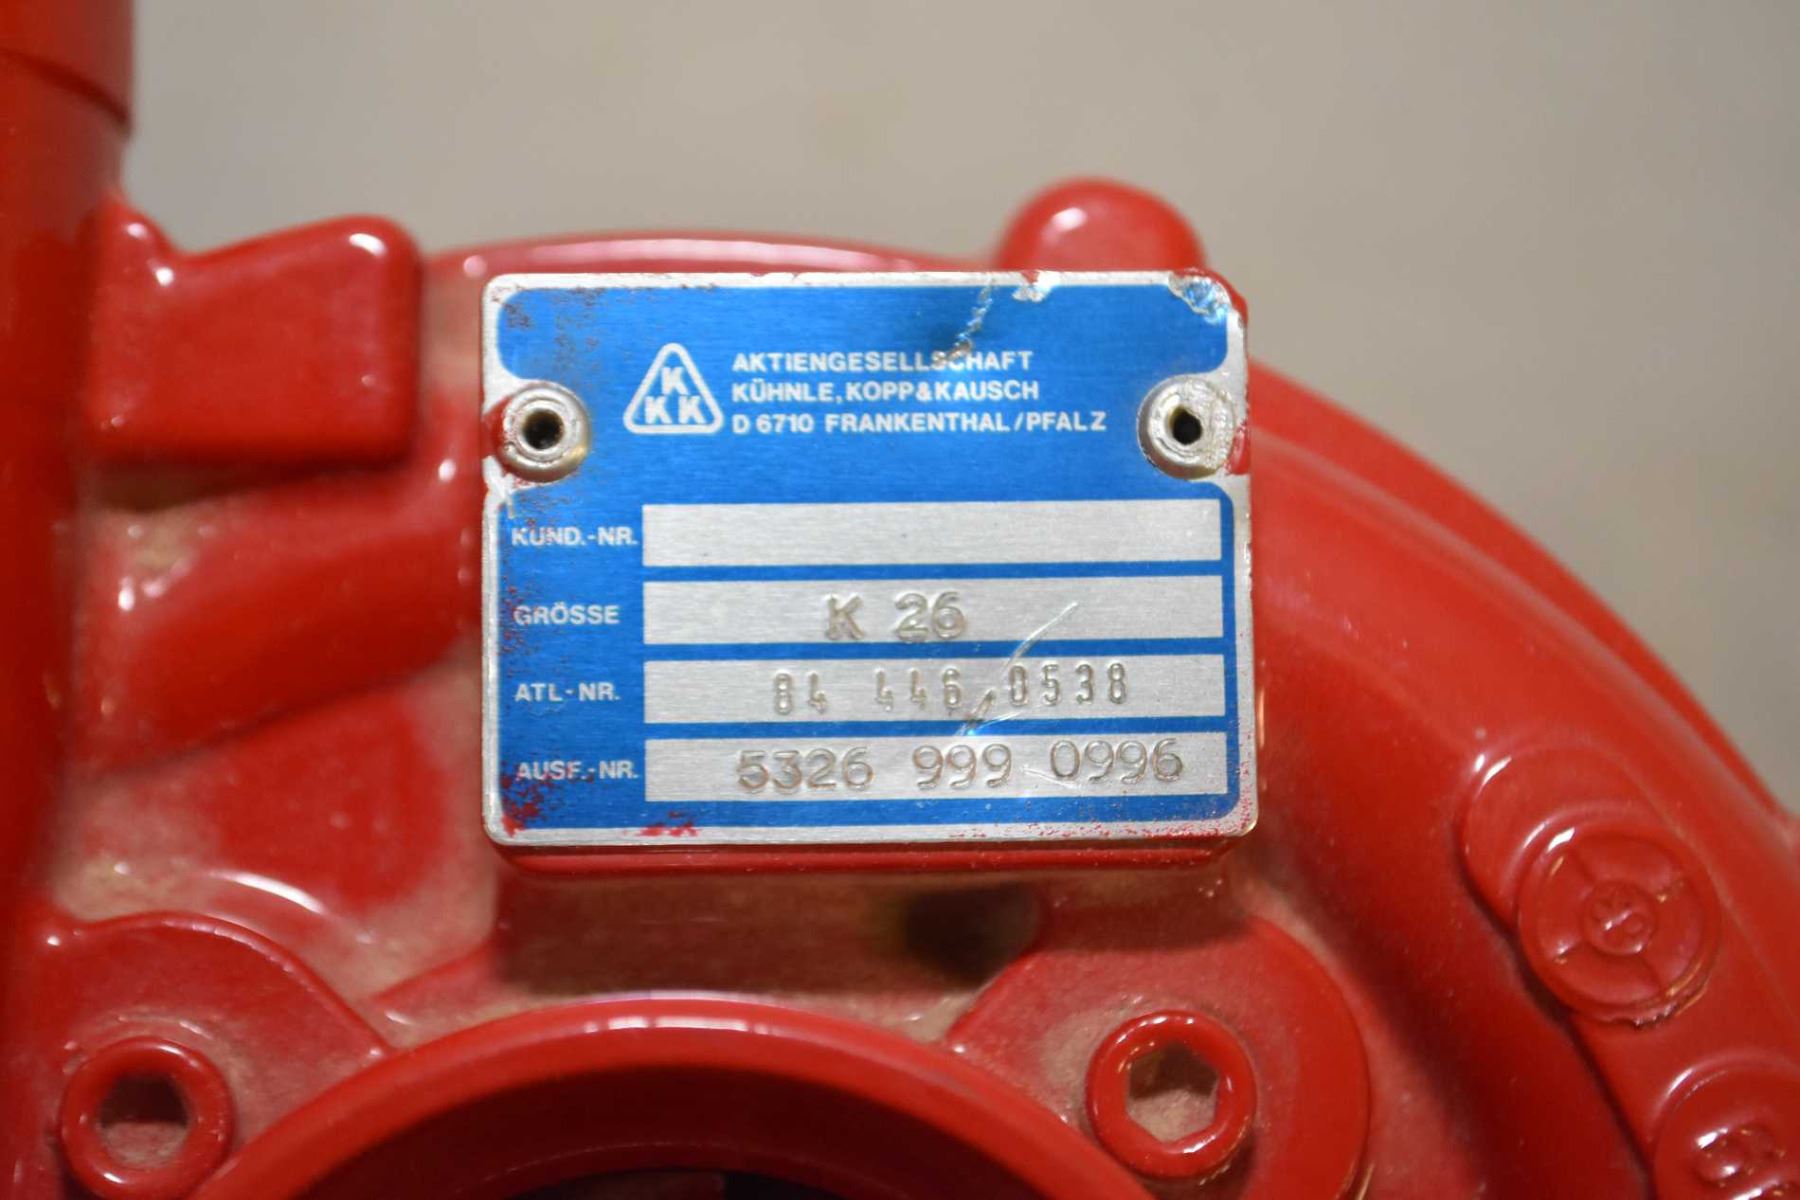 K
KK
AKTIENGESELLSCHAFT
KÜHNLE, KOPP&KAUSCH
D 6710 FRANKENTHAL/PFALZ
KUND.-NR.
GRÖSSE K 26
ATL-NR. 84 446 0538
AUSF.-NR. 5326 999 0996